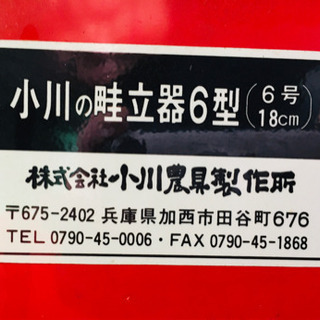 小川の畦立器6型(6号 18cm)
株式会社小川農具製作所
〒675-2402 兵庫県加西市田谷町676
TEL 0790-45-0006・FAX 0790-45-1868